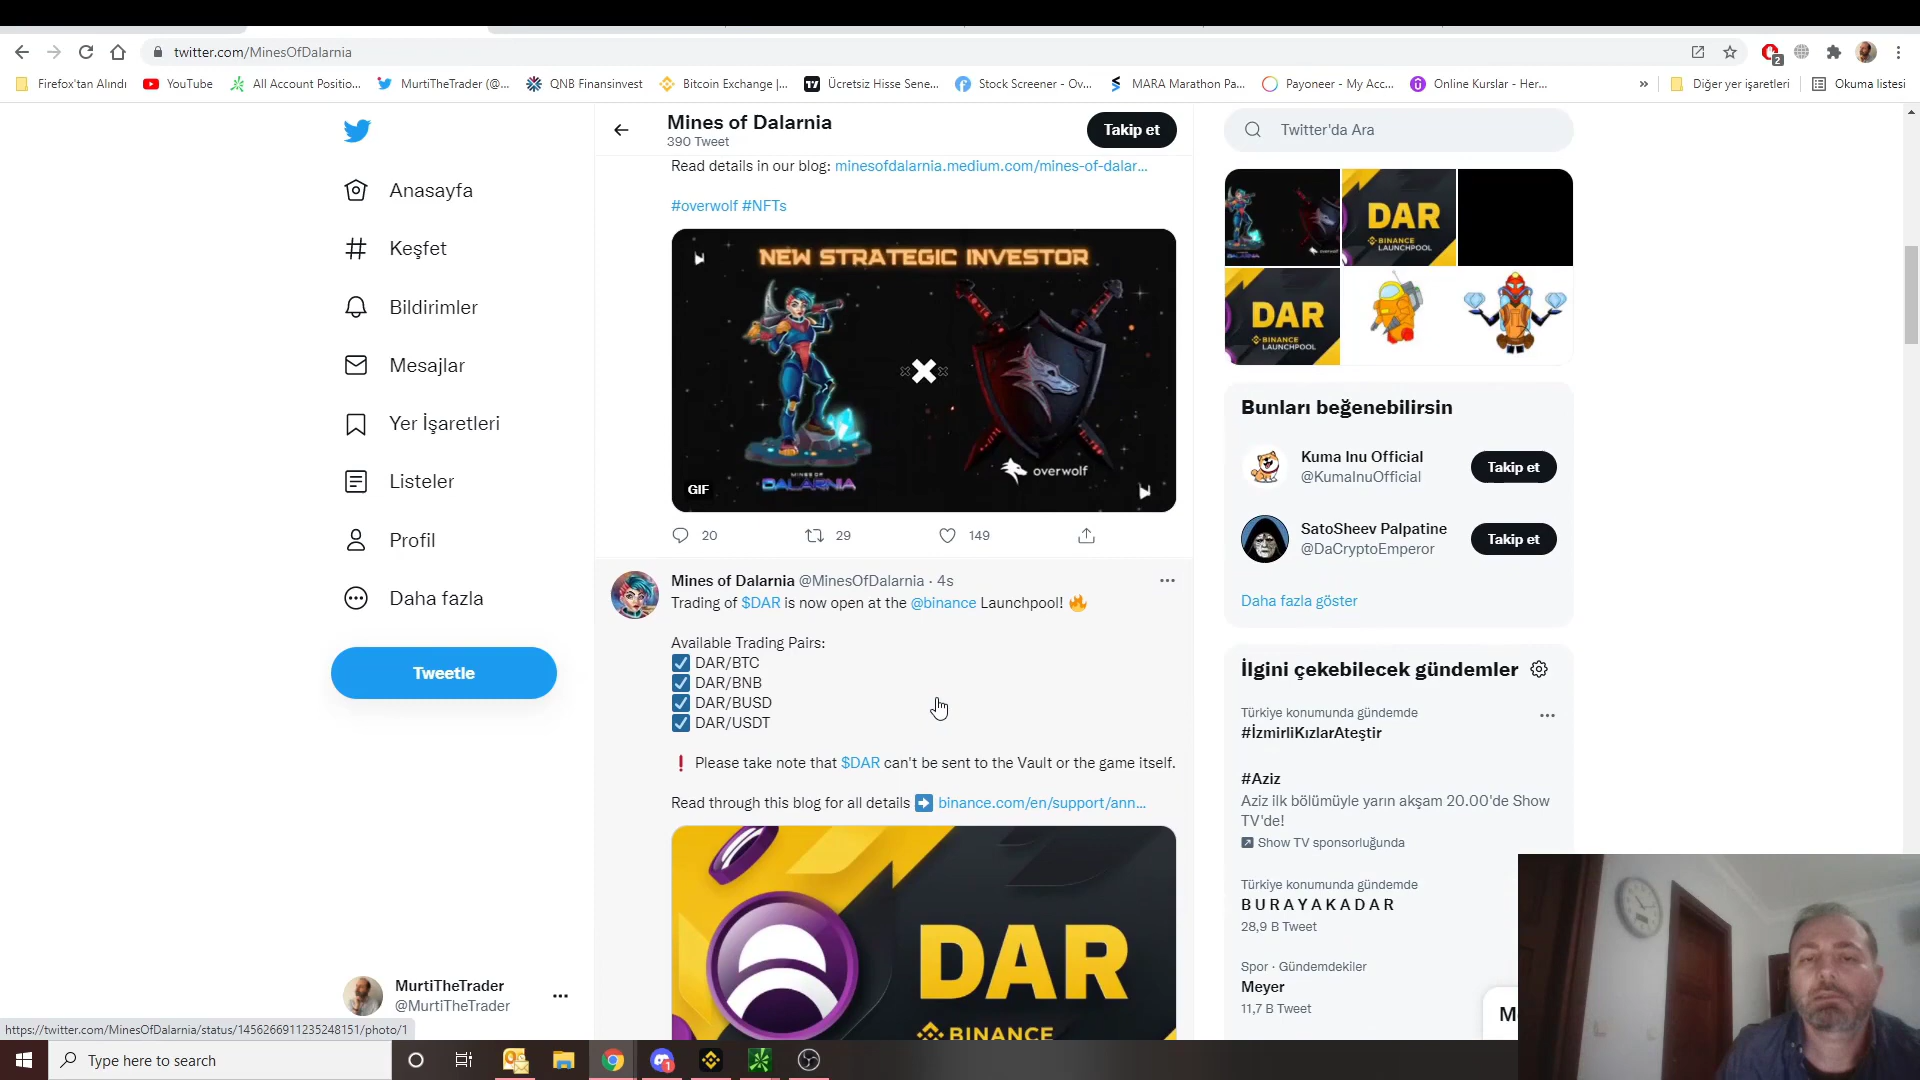 twitter.com/MinesOfDalarnia
2
Firefox'tan Alındı
YouTube
All Account Positio...
MurtiTheTrader (@...
QNB Finansinvest
Bitcoin Exchange |...
Ücretsiz Hisse Sene...
Stock Screener - Ov...
MARA Marathon Pa...
Payoneer - My Acc...
Online Kurslar - Her...
»
Diğer yer işaretleri
Okuma listesi
Anasayfa
Keşfet
Bildirimler
Mesajlar
Yer İşaretleri
Listeler
Profil
Daha fazla
Tweetle
MurtiTheTrader
@MurtiTheTrader
Mines of Dalarnia
390 Tweet
Takip et
Read details in our blog: minesofdalarnia.medium.com/mines-of-dalar...
#overwolf #NFTs
NEW STRATEGIC INVESTOR
MINES OF
DALARNIA
overwolf
GIF
20
29
149
Mines of Dalarnia @MinesOfDalarnia · 4s
Trading of $DAR is now open at the @binance Launchpool! 🔥
Available Trading Pairs:
☑ DAR/BTC
☑ DAR/BNB
☑ DAR/BUSD
☑ DAR/USDT
❗ Please take note that $DAR can't be sent to the Vault or the game itself.
Read through this blog for all details ➡ binance.com/en/support/ann...
DAR
BINANCE
Twitter'da Ara
DAR
BINANCE
LAUNCHPOOL
DAR
BINANCE
LAUNCHPOOL
Bunları beğenebilirsin
Kuma Inu Official
@KumaInuOfficial
Takip et
SatoSheev Palpatine
@DaCryptoEmperor
Takip et
Daha fazla göster
İlgini çekebilecek gündemler
Türkiye konumunda gündemde
#İzmirliKızlarAteştir
#Aziz
Aziz ilk bölümüyle yarın akşam 20.00'de Show
TV'de!
Show TV sponsorluğunda
Türkiye konumunda gündemde
B U R A Y A K A D A R
28,9 B Tweet
Spor · Gündemdekiler
Meyer
11,7 B Tweet
https://twitter.com/MinesOfDalarnia/status/1456266911235248151/photo/1
Type here to search
1